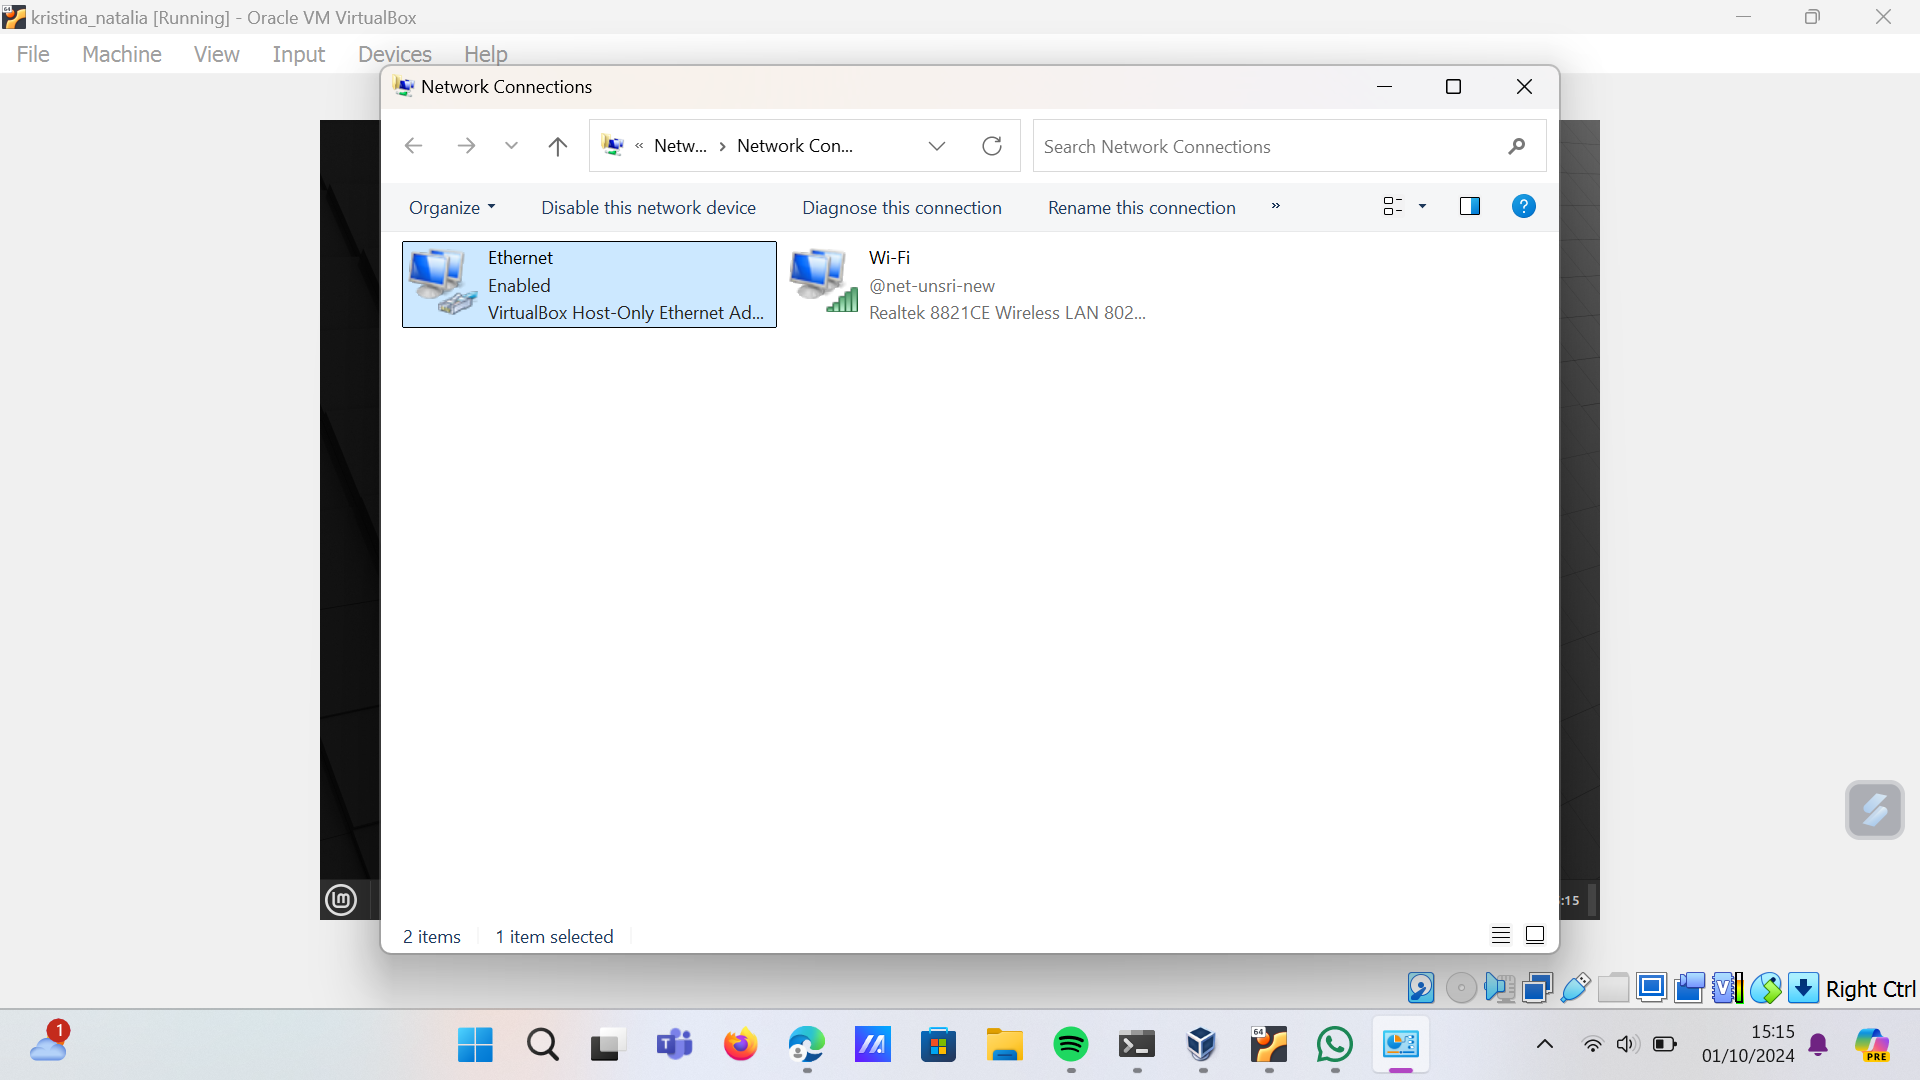 kristina_natalia [Running] - Oracle VM VirtualBox
File Machine View Input Devices Help
Network Connections
« Netw... › Network Con...
Search Network Connections
Organize Disable this network device Diagnose this connection Rename this connection »
Ethernet
Enabled
VirtualBox Host-Only Ethernet Ad...
Wi-Fi
@net-unsri-new
Realtek 8821CE Wireless LAN 802...
:15
2 items 1 item selected
Right Ctrl
1
64
15:15
01/10/2024
PRE